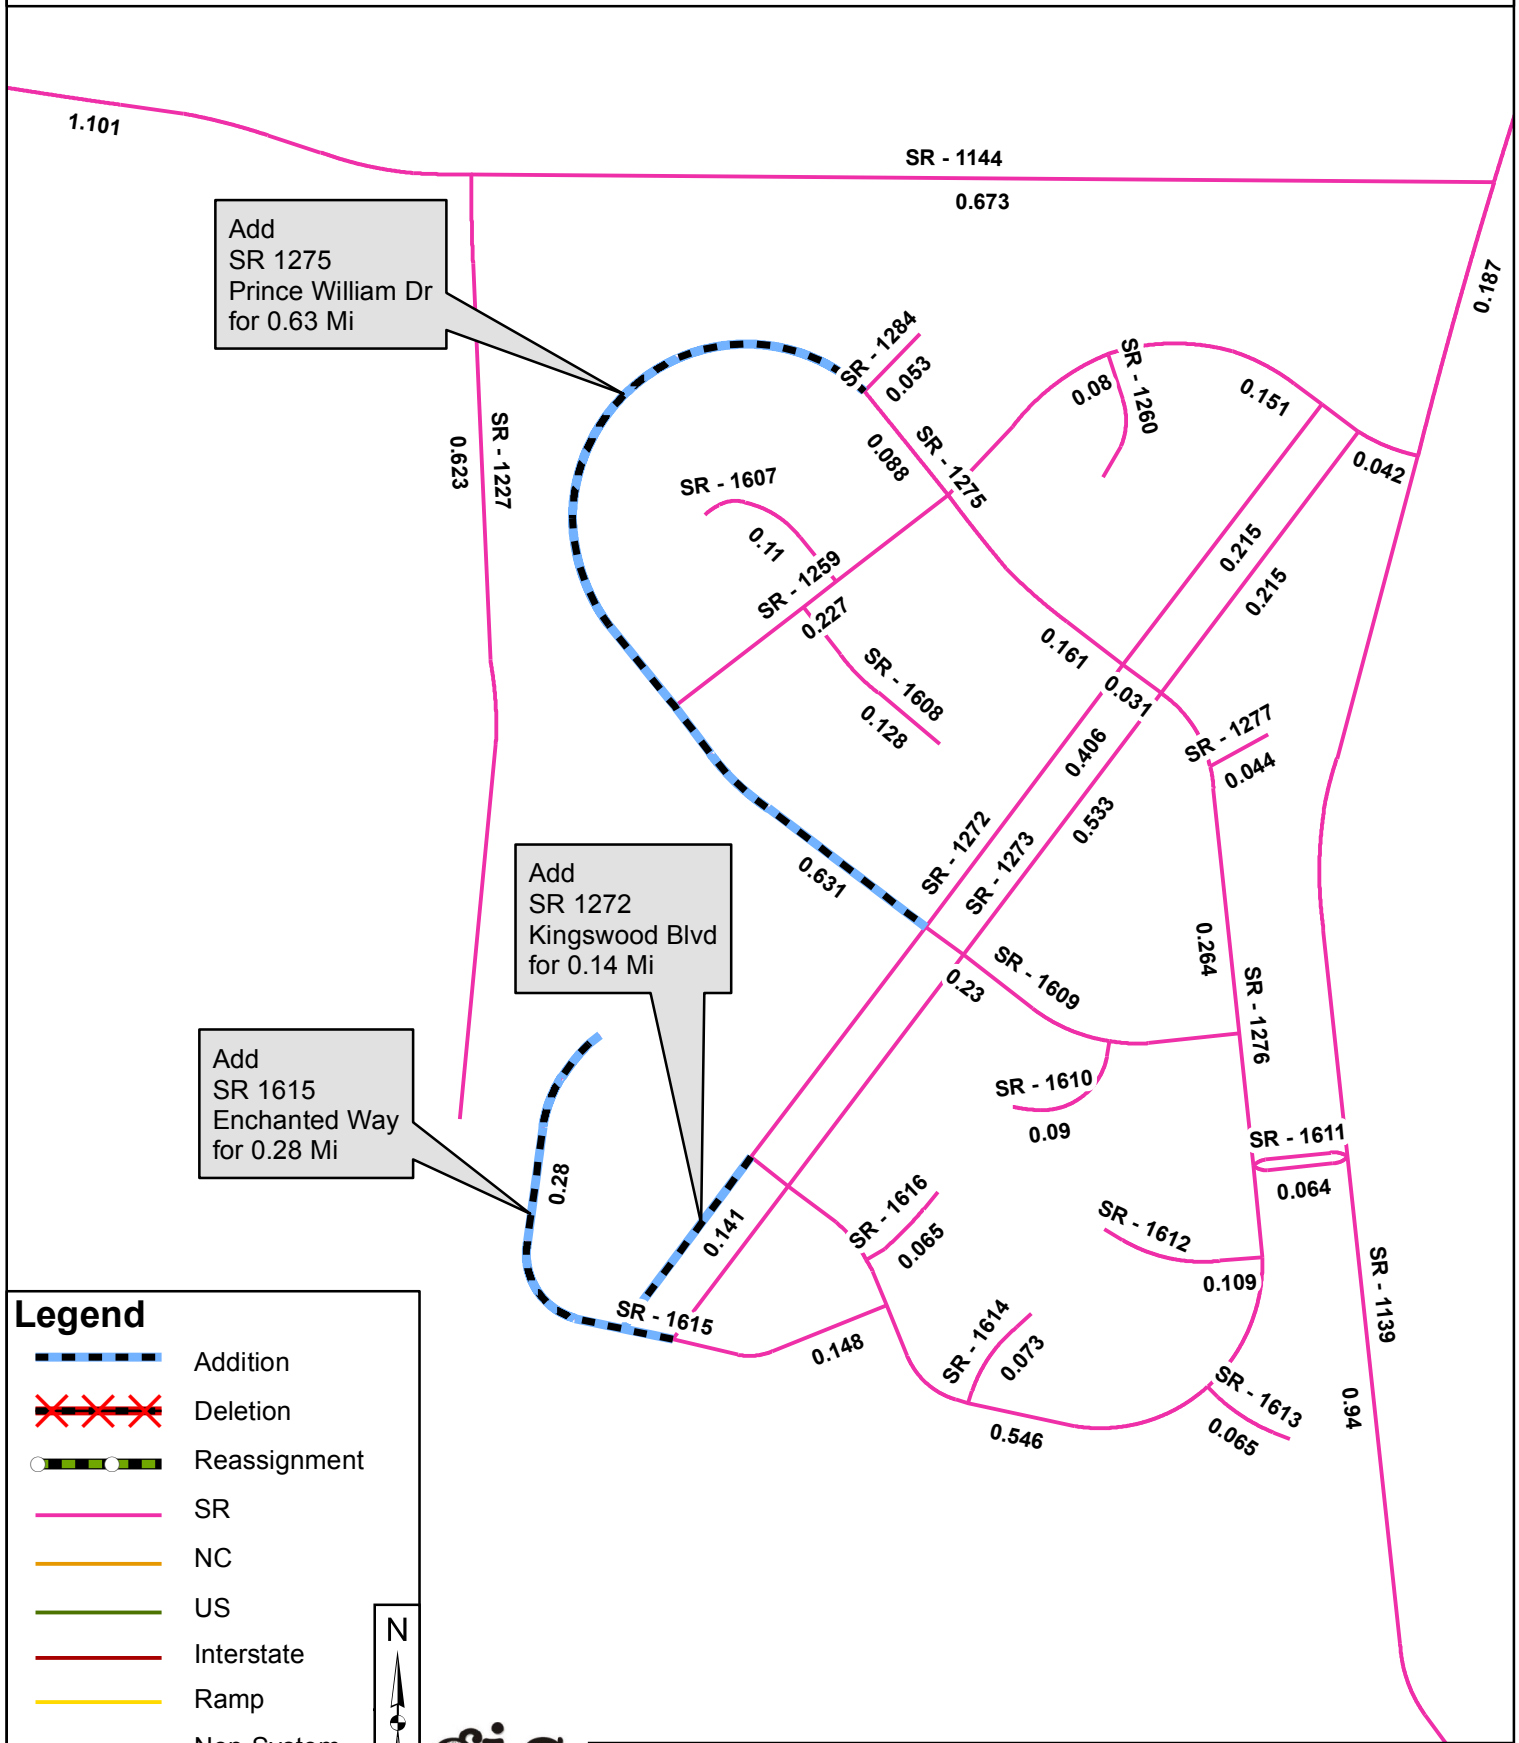 1.101
SR - 1144
0.673
Add
SR 1275
Prince William Dr
for 0.63 Mi
0.187
SR - 1284
0.053
SR - 1260
0.08
0.151
0.042
SR - 1227
0.623
0.088
SR - 1275
SR - 1607
0.11
SR - 1259
0.227
0.215
0.215
SR - 1608
0.128
0.161
0.031
SR - 1277
0.044
0.406
0.533
SR - 1272
SR - 1273
0.631
Add
SR 1272
Kingswood Blvd
for 0.14 Mi
0.23
SR - 1609
0.264
SR - 1276
Add
SR 1615
Enchanted Way
for 0.28 Mi
0.28
SR - 1610
0.09
SR - 1611
0.064
0.141
SR - 1616
0.065
SR - 1612
0.109
SR - 1139
0.94
SR - 1615
0.148
SR - 1614
0.073
SR - 1613
0.065
0.546
Legend
Addition
Deletion
Reassignment
SR
NC
US
Interstate
Ramp
Non System
N